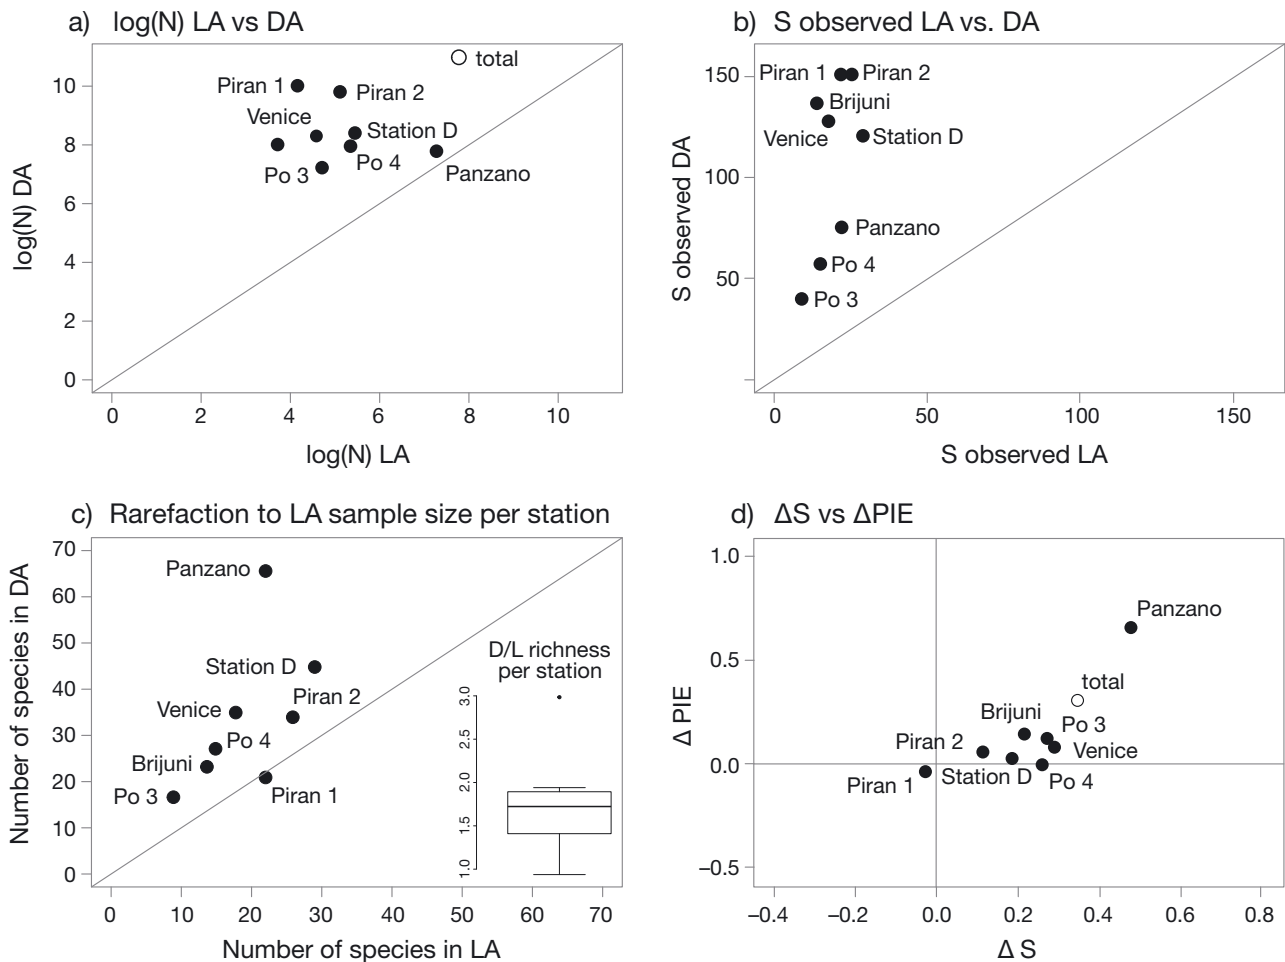 a) log(N) LA vs DA
total
Piran 1
Piran 2
Venice
Station D
Po 3
Po 4
Panzano
10
8
6
4
2
0
log(N) DA
0 2 4 6 8 10
log(N) LA
b) S observed LA vs. DA
Piran 1 Piran 2
Brijuni
Venice
Station D
Panzano
Po 4
Po 3
150
100
50
S observed DA
0 50 100 150
S observed LA
c) Rarefaction to LA sample size per station
Panzano
Station D
Piran 2
Venice
Po 4
Brijuni
Po 3
Piran 1
70
60
50
40
30
20
10
0
Number of species in DA
0 10 20 30 40 50 60 70
Number of species in LA
D/L richness
per station
3.0
2.5
2.0
1.5
1.0
d) ΔS vs ΔPIE
Panzano
total
Brijuni
Po 3
Piran 2
Venice
Piran 1
Station D
Po 4
1.0
0.5
0.0
−0.5
Δ PIE
−0.4 −0.2 0.0 0.2 0.4 0.6 0.8
Δ S